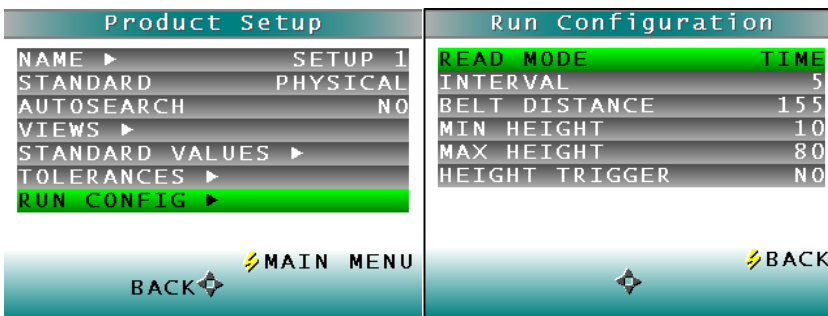 Product Setup
NAME ▶ SETUP 1
STANDARD PHYSICAL
AUTOSEARCH NO
VIEWS ▶
STANDARD VALUES ▶
TOLERANCES ▶
RUN CONFIG ▶
MAIN MENU
BACK
Run Configuration
READ MODE TIME
INTERVAL 5
BELT DISTANCE 155
MIN HEIGHT 10
MAX HEIGHT 80
HEIGHT TRIGGER NO
BACK